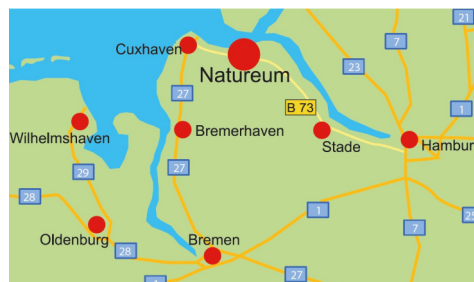 21
7
Cuxhaven
Natureum
23
27
B 73
1
Wilhelmshaven
Bremerhaven
Stade
Hambur
27
29
28
1
25
7
Oldenburg
28
Bremen
27